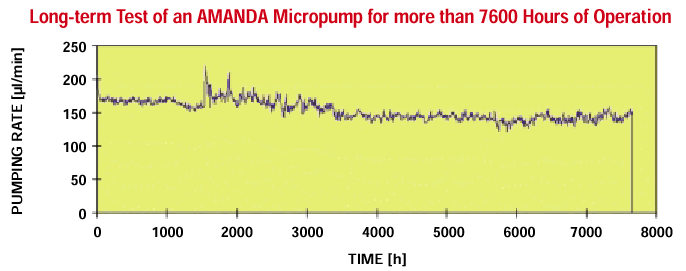 Long-term Test of an AMANDA Micropump for more than 7600 Hours of Operation
PUMPING RATE [µl/min]
250
200
150
100
50
0
0 1000 2000 3000 4000 5000 6000 7000 8000
TIME [h]